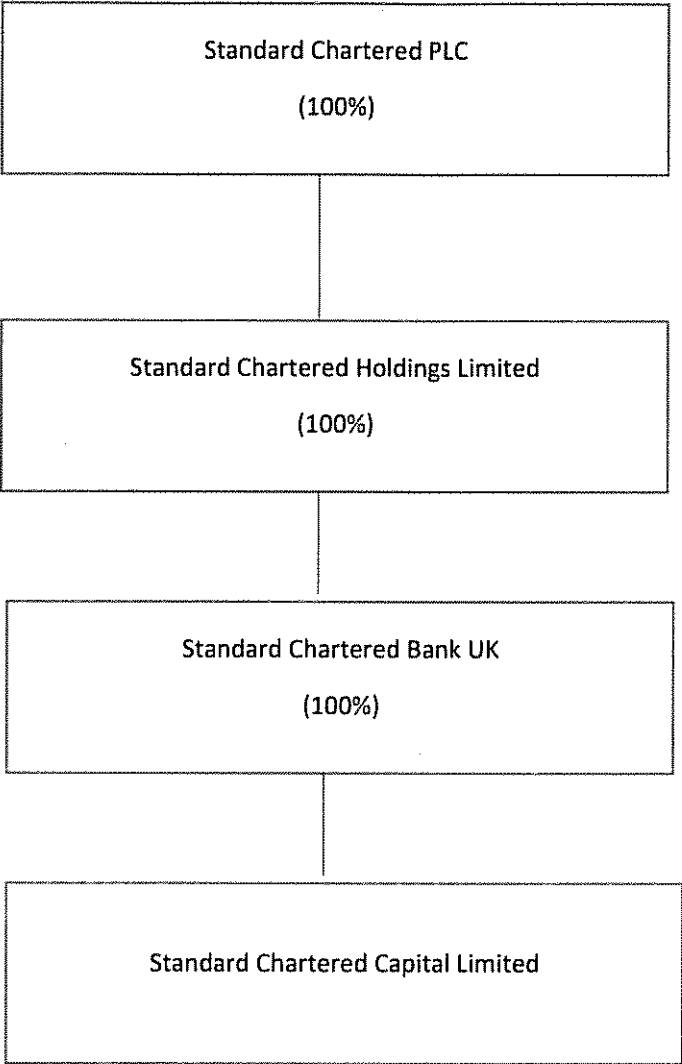 Standard Chartered PLC
(100%)
Standard Chartered Holdings Limited
(100%)
Standard Chartered Bank UK
(100%)
Standard Chartered Capital Limited